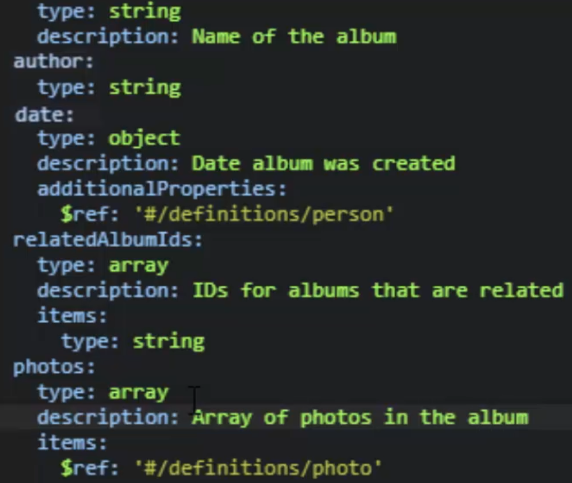 type: string
description: Name of the album
author:
type: string
date:
type: object
description: Date album was created
additionalProperties:
$ref: '#/definitions/person'
relatedAlbumIds:
type: array
description: IDs for albums that are related
items:
type: string
photos:
type: array
description: Array of photos in the album
items:
$ref: '#/definitions/photo'